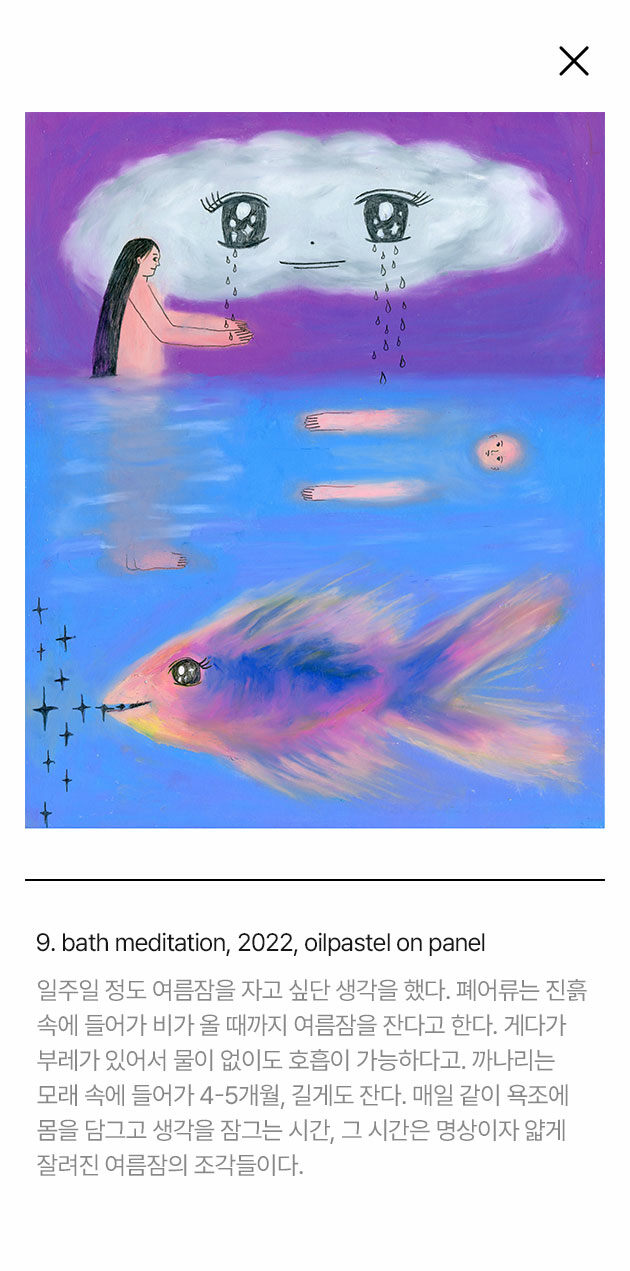 9. bath meditation, 2022, oilpastel on panel
일주일 정도 여름잠을 자고 싶단 생각을 했다. 폐어류는 진흙
속에 들어가 비가 올 때까지 여름잠을 잔다고 한다. 게다가
부레가 있어서 물이 없이도 호흡이 가능하다고. 까나리는
모래 속에 들어가 4-5개월, 길게도 잔다. 매일 같이 욕조에
몸을 담그고 생각을 잠그는 시간, 그 시간은 명상이자 얇게
잘려진 여름잠의 조각들이다.